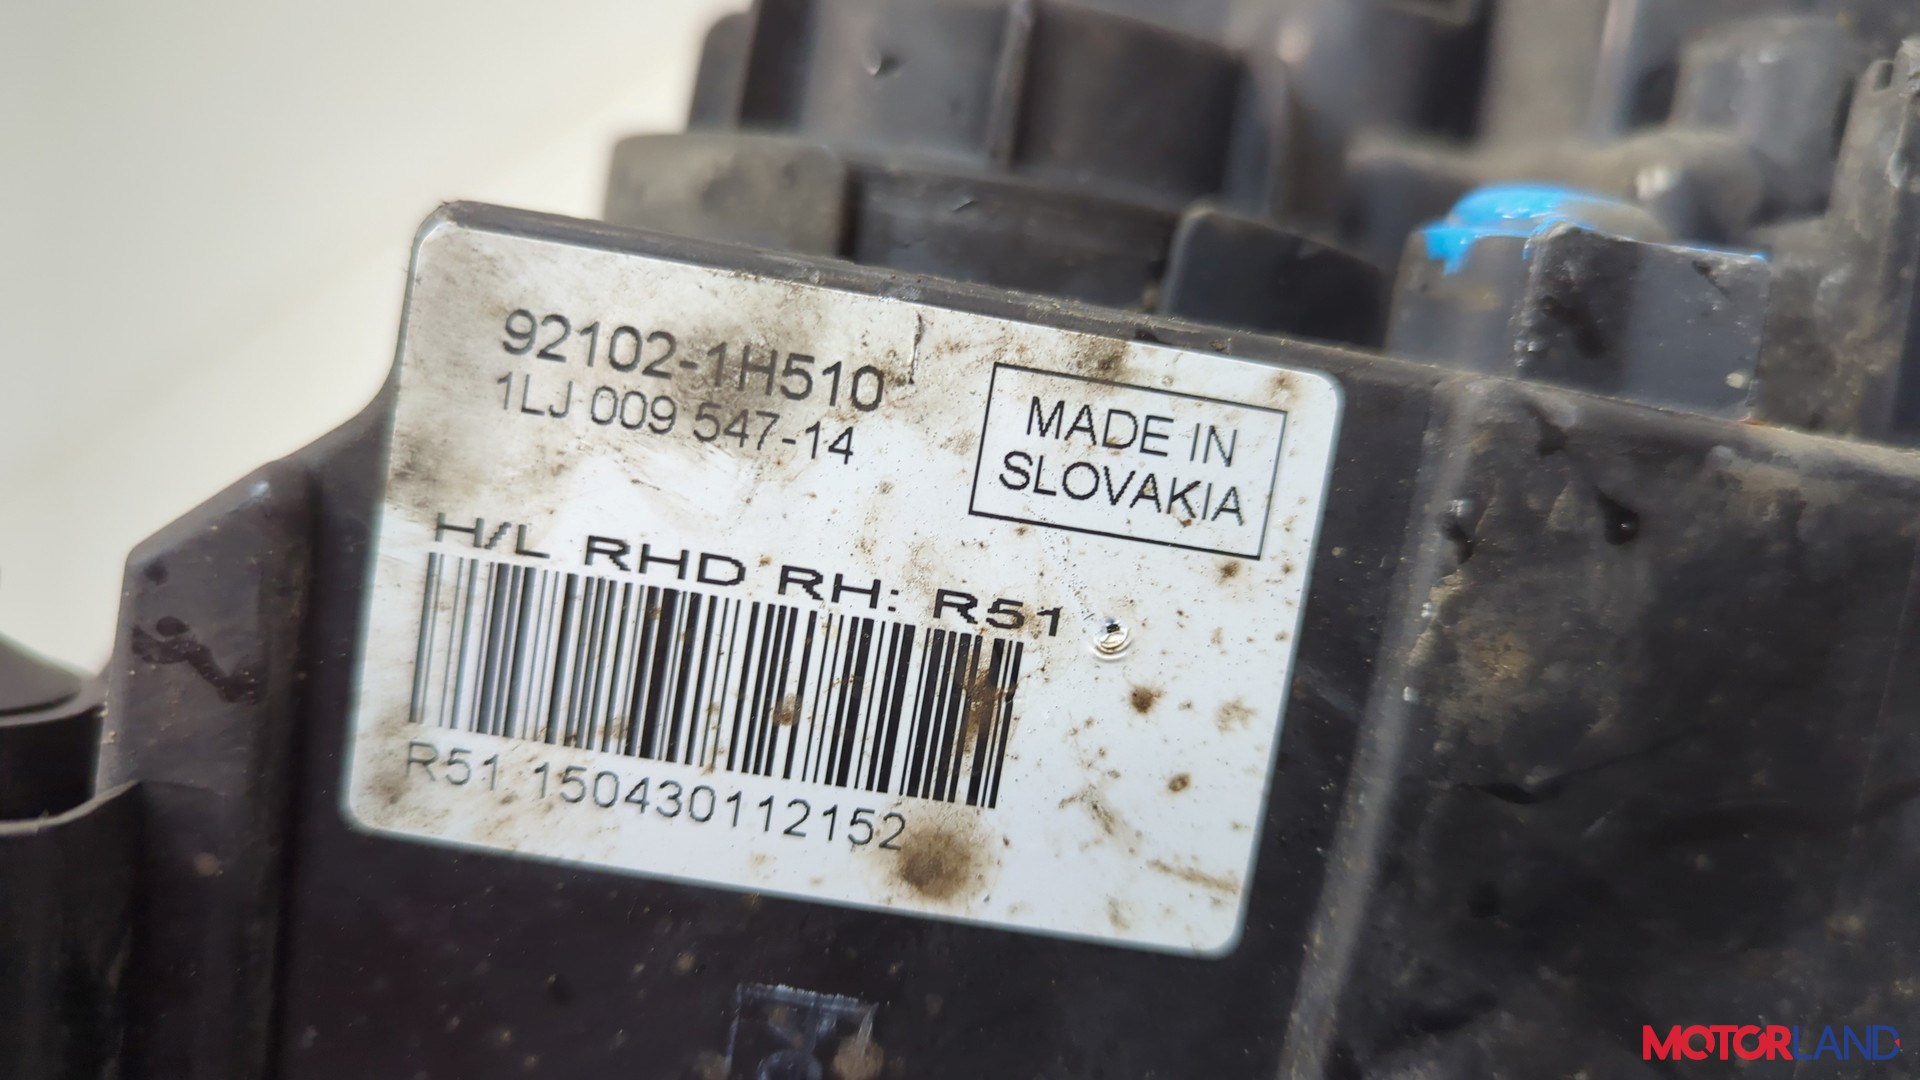 92102-1H510
1LJ 009 547-14
MADE IN
SLOVAKIA
H/L RHD RH: R51
R51 150430112152
MOTORLAND